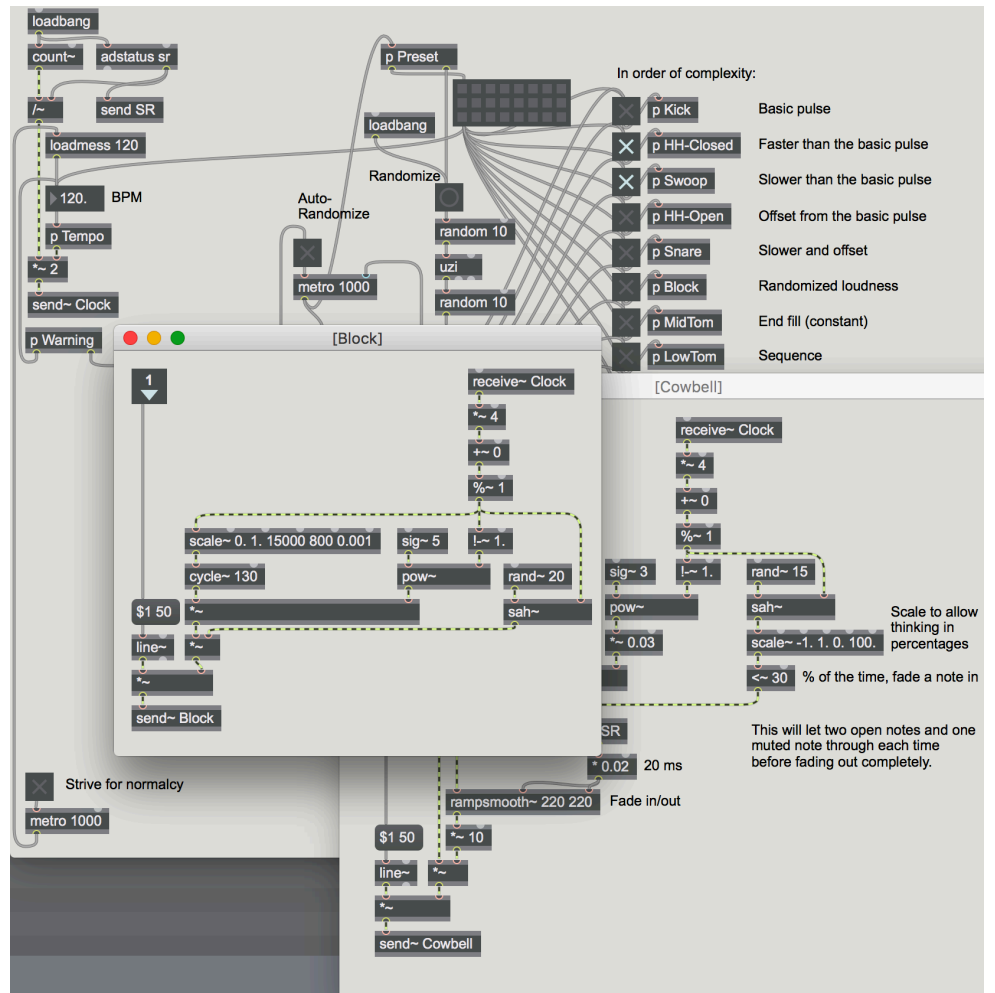 loadbang
count~
adstatus sr
/~
send SR
loadmess 120
120.
BPM
p Tempo
*~ 2
send~ Clock
p Warning
p Preset
loadbang
Randomize
Auto-
Randomize
random 10
uzi
metro 1000
random 10
In order of complexity:
p Kick
Basic pulse
p HH-Closed
Faster than the basic pulse
p Swoop
Slower than the basic pulse
p HH-Open
Offset from the basic pulse
p Snare
Slower and offset
p Block
Randomized loudness
p MidTom
End fill (constant)
p LowTom
Sequence
[Block]
1
receive~ Clock
*~ 4
+~ 0
%~ 1
scale~ 0. 1. 15000 800 0.001
sig~ 5
!-~ 1.
cycle~ 130
pow~
rand~ 20
$1 50
*~
sah~
line~
*~
*~
send~ Block
[Cowbell]
receive~ Clock
*~ 4
+~ 0
%~ 1
sig~ 3
!-~ 1.
rand~ 15
pow~
sah~
*~ 0.03
scale~ -1. 1. 0. 100.
Scale to allow
thinking in
percentages
<~ 30
% of the time, fade a note in
SR
This will let two open notes and one
muted note through each time
before fading out completely.
* 0.02
20 ms
rampsmooth~ 220 220
Fade in/out
$1 50
*~ 10
line~
*~
*~
send~ Cowbell
Strive for normalcy
metro 1000